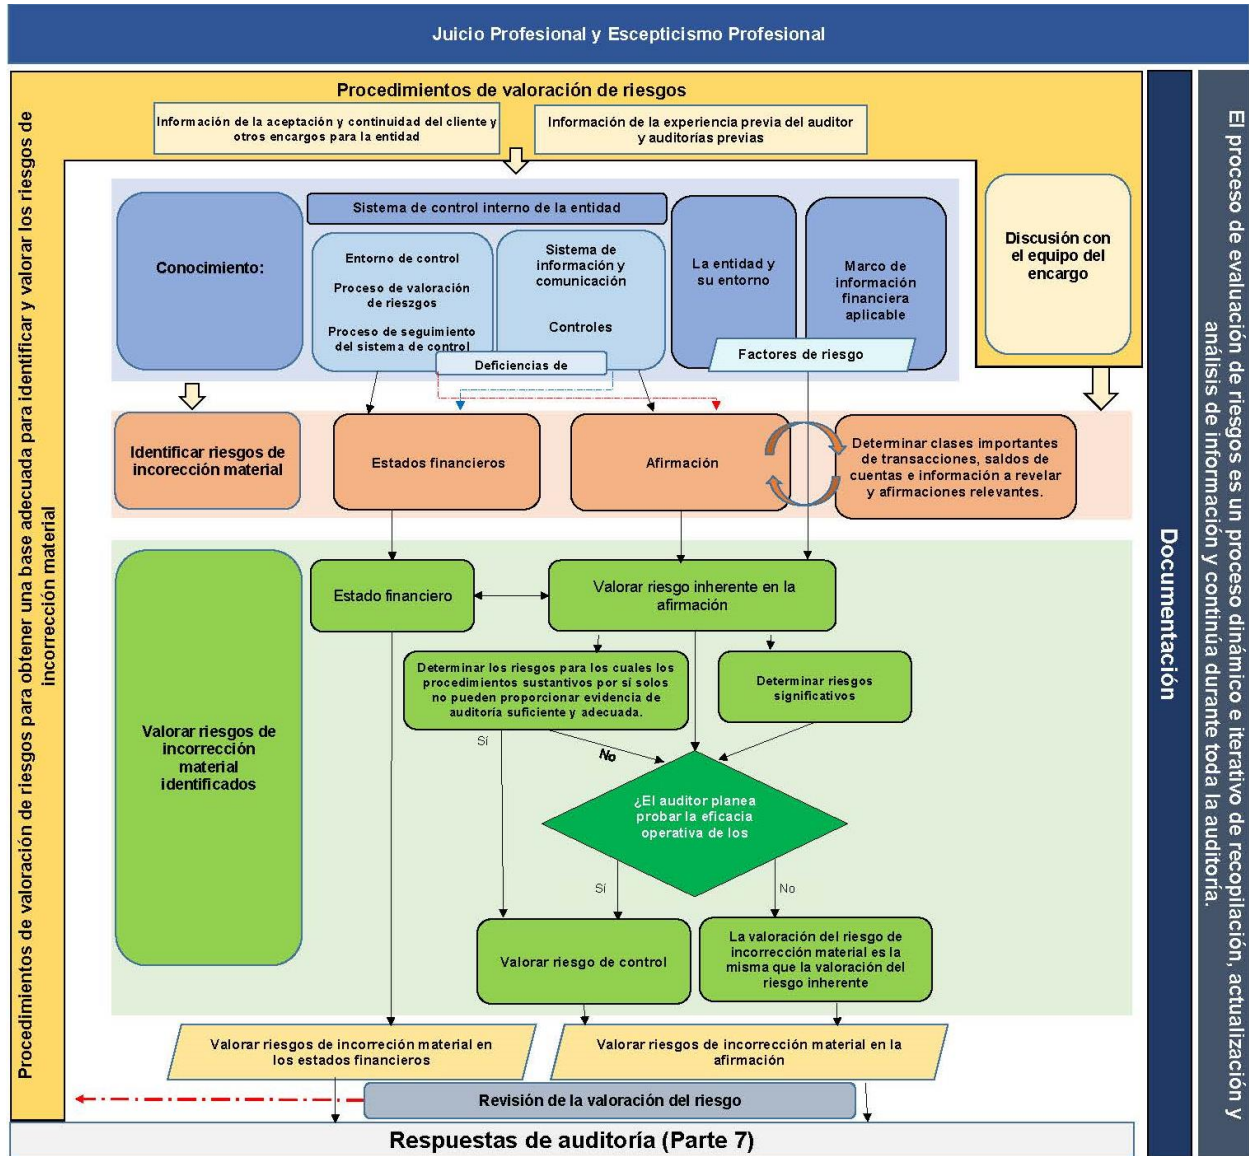 Juicio Profesional y Escepticismo Profesional
Procedimientos de valoración de riesgos para obtener una base adecuada para identificar y valorar los riesgos de
incorrección material
Procedimientos de valoración de riesgos
Información de la aceptación y continuidad del cliente y
otros encargos para la entidad
Información de la experiencia previa del auditor
y auditorías previas
Conocimiento:
Sistema de control interno de la entidad
Entorno de control
Proceso de valoración
de rieszgos
Proceso de seguimiento
del sistema de control
Sistema de
información y
comunicación
Controles
Deficiencias de
La entidad y
su entorno
Marco de
información
financiera
aplicable
Factores de riesgo
Discusión con
el equipo del
encargo
Identificar riesgos de
incorección material
Estados financieros
Afirmación
Determinar clases importantes
de transacciones, saldos de
cuentas e información a revelar
y afirmaciones relevantes.
Valorar riesgos de
incorrección
material
identificados
Estado financiero
Valorar riesgo inherente en la
afirmación
Determinar los riesgos para los cuales los
procedimientos sustantivos por sí solos
no pueden proporcionar evidencia de
auditoría suficiente y adecuada.
Determinar riesgos
significativos
Sí
No
¿El auditor planea
probar la eficacia
operativa de los
Sí
No
Valorar riesgo de control
La valoración del riesgo de
incorrección material es la
misma que la valoración del
riesgo inherente
Valorar riesgos de incorreción material en
los estados financieros
Valorar riesgos de incorrección material en la
afirmación
Revisión de la valoración del riesgo
Respuestas de auditoría (Parte 7)
Documentación
El proceso de evaluación de riesgos es un proceso dinámico e iterativo de recopilación, actualización y
análisis de información y continúa durante toda la auditoría.